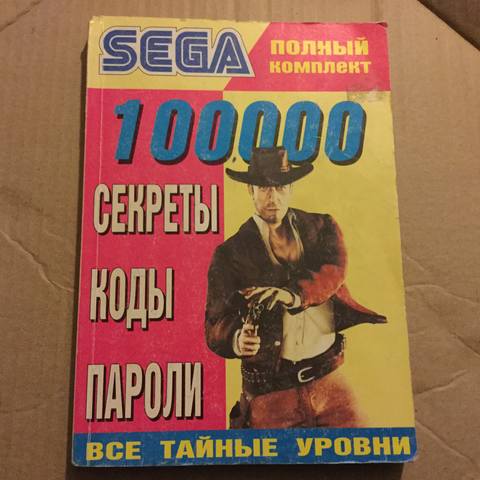 SEGA
ПОЛНЫЙ
КОМПЛЕКТ
100000
СЕКРЕТЫ
КОДЫ
ПАРОЛИ
ВСЕ ТАЙНЫЕ УРОВНИ